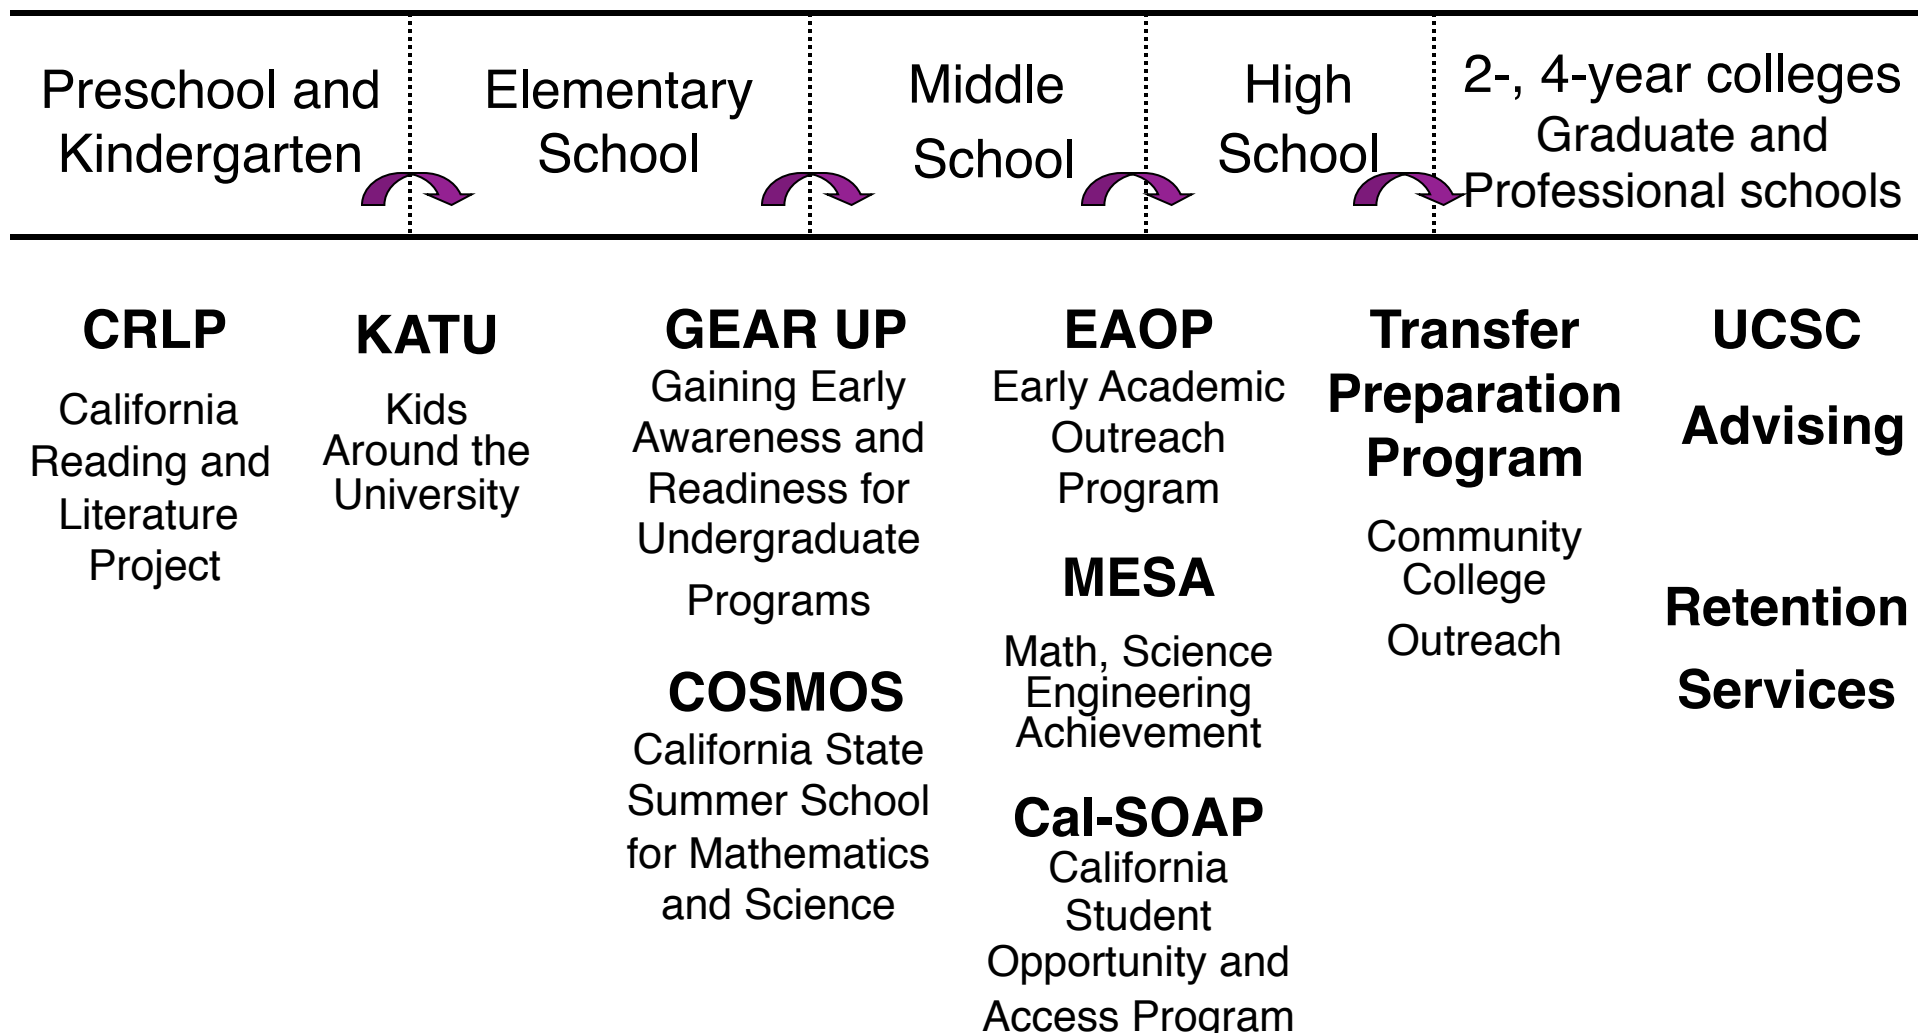 Preschool and
Kindergarten
Elementary
School
Middle
School
High
School
2-, 4-year colleges
Graduate and
Professional schools
CRLP
California
Reading and
Literature
Project
KATU
Kids
Around the
University
GEAR UP
Gaining Early
Awareness and
Readiness for
Undergraduate
Programs
COSMOS
California State
Summer School
for Mathematics
and Science
EAOP
Early Academic
Outreach
Program
MESA
Math, Science
Engineering
Achievement
Cal-SOAP
California
Student
Opportunity and
Access Program
Transfer
Preparation
Program
Community
College
Outreach
UCSC
Advising
Retention
Services